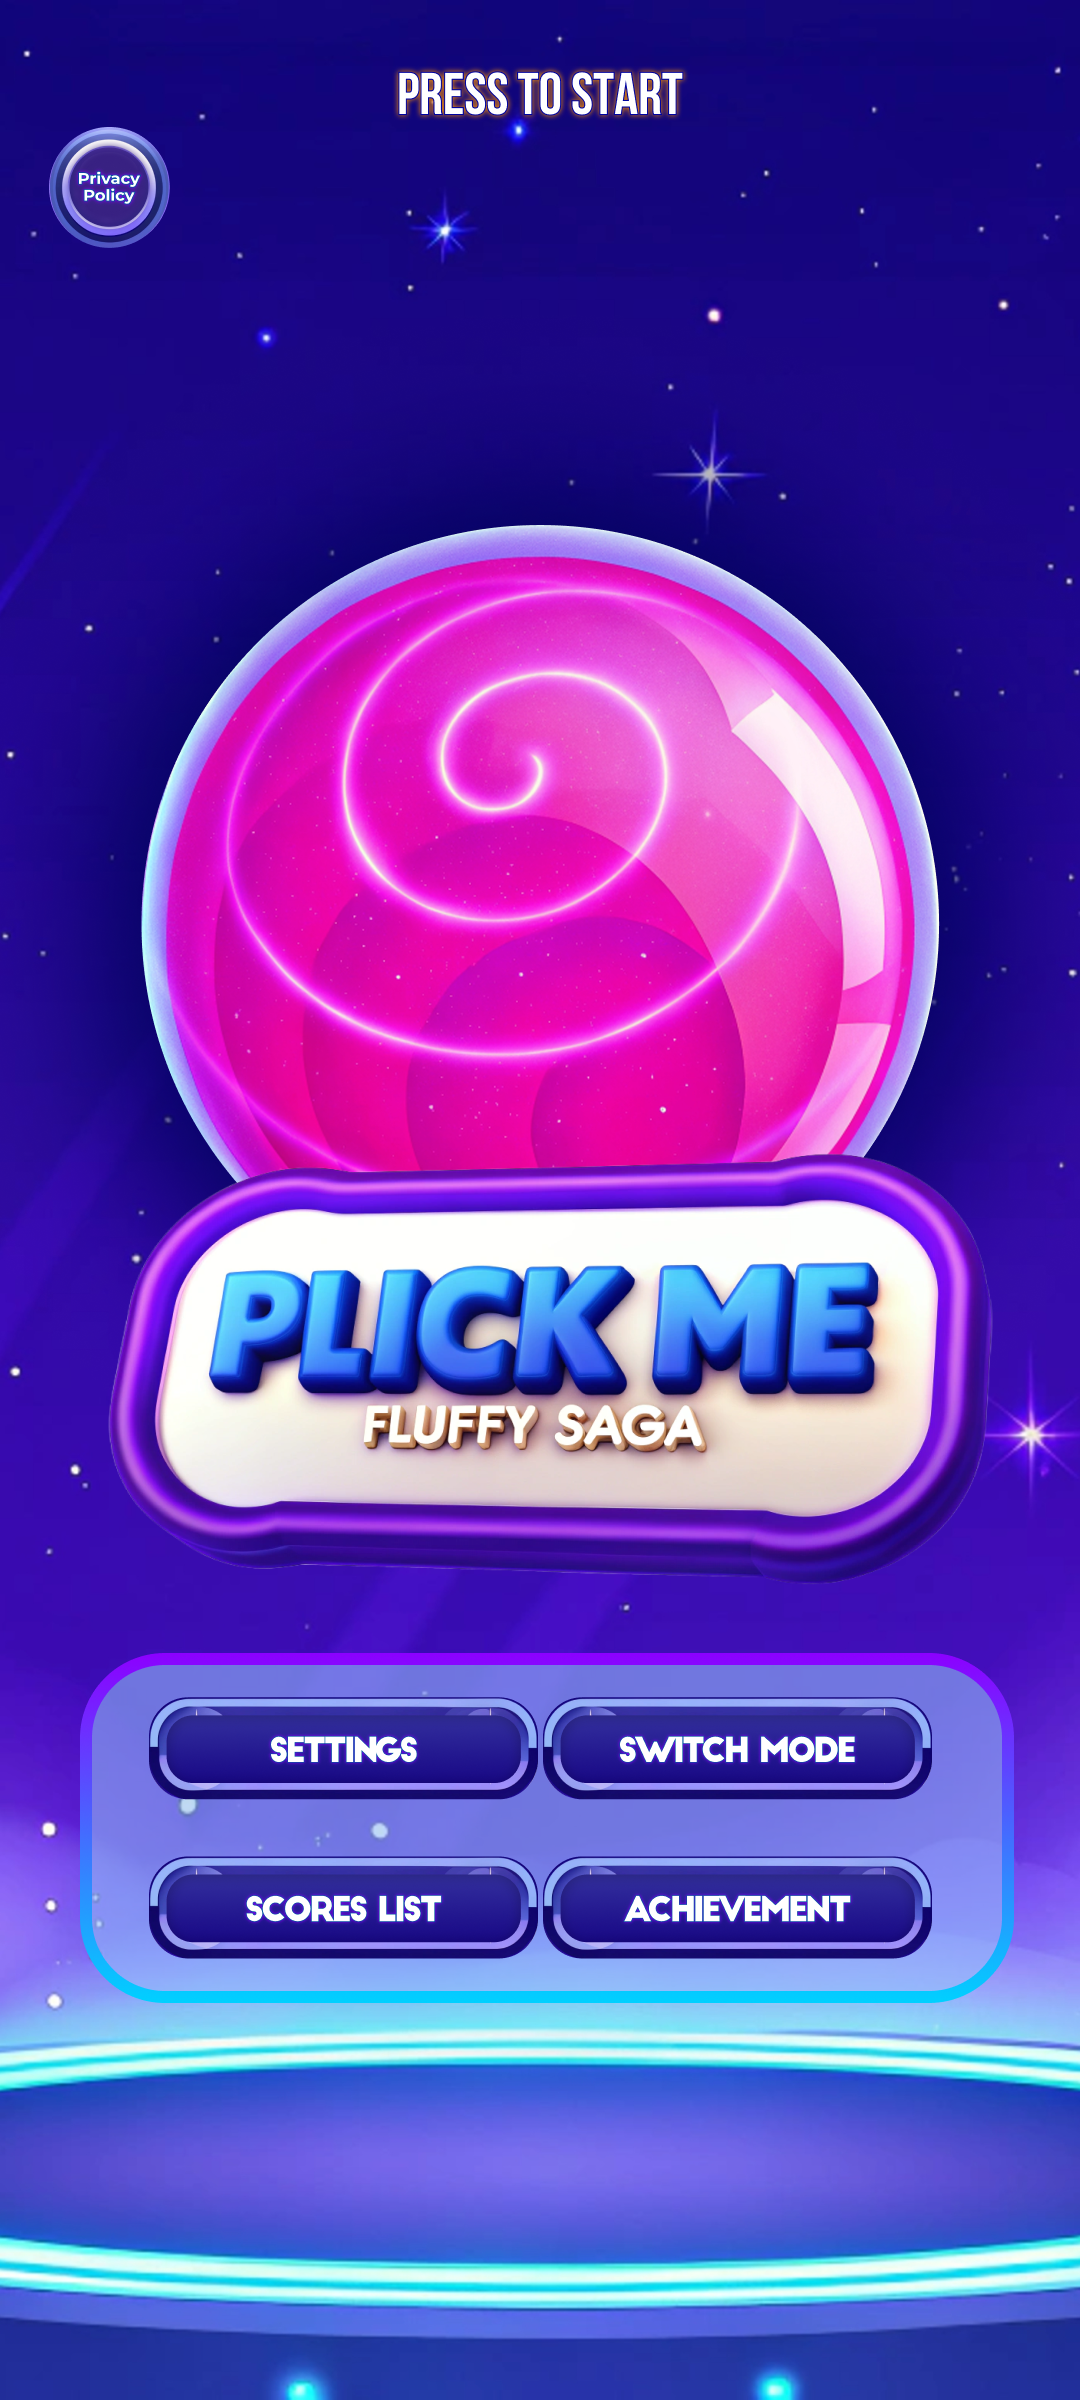 PRESS TO START
Privacy
Policy
PLICK ME
FLUFFY SAGA
SETTINGS
SWITCH MODE
SCORES LIST
ACHIEVEMENT